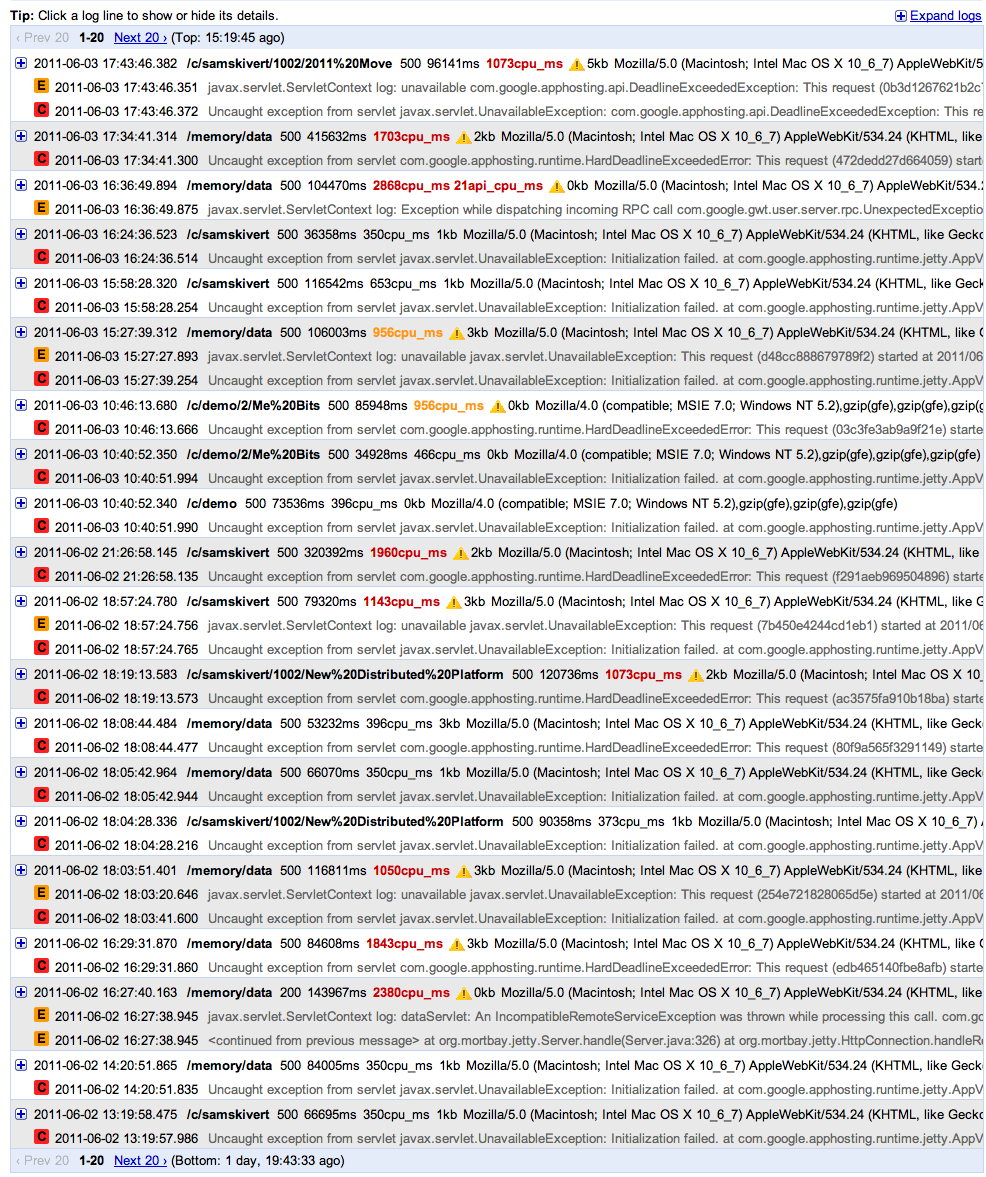 Tip: Click a log line to show or hide its details. Expand logs
‹ Prev 20 1-20 Next 20 › (Top: 15:19:45 ago)
2011-06-03 17:43:46.382 /c/samskivert/1002/2011%20Move 500 96141ms 1073cpu_ms 5kb Mozilla/5.0 (Macintosh; Intel Mac OS X 10_6_7) AppleWebKit/5
E 2011-06-03 17:43:46.351 javax.servlet.ServletContext log: unavailable com.google.apphosting.api.DeadlineExceededException: This request (0b3d1267621b2c
C 2011-06-03 17:43:46.372 Uncaught exception from servlet javax.servlet.UnavailableException: com.google.apphosting.api.DeadlineExceededException: This re
2011-06-03 17:34:41.314 /memory/data 500 415632ms 1703cpu_ms 2kb Mozilla/5.0 (Macintosh; Intel Mac OS X 10_6_7) AppleWebKit/534.24 (KHTML, like
C 2011-06-03 17:34:41.300 Uncaught exception from servlet com.google.apphosting.runtime.HardDeadlineExceededError: This request (472dedd27d664059) start
2011-06-03 16:36:49.894 /memory/data 500 104470ms 2868cpu_ms 21api_cpu_ms 0kb Mozilla/5.0 (Macintosh; Intel Mac OS X 10_6_7) AppleWebKit/534.
E 2011-06-03 16:36:49.875 javax.servlet.ServletContext log: Exception while dispatching incoming RPC call com.google.gwt.user.server.rpc.UnexpectedExceptio
2011-06-03 16:24:36.523 /c/samskivert 500 36358ms 350cpu_ms 1kb Mozilla/5.0 (Macintosh; Intel Mac OS X 10_6_7) AppleWebKit/534.24 (KHTML, like Gecko
C 2011-06-03 16:24:36.514 Uncaught exception from servlet javax.servlet.UnavailableException: Initialization failed. at com.google.apphosting.runtime.jetty.AppV
2011-06-03 15:58:28.320 /c/samskivert 500 116542ms 653cpu_ms 1kb Mozilla/5.0 (Macintosh; Intel Mac OS X 10_6_7) AppleWebKit/534.24 (KHTML, like Geck
C 2011-06-03 15:58:28.254 Uncaught exception from servlet javax.servlet.UnavailableException: Initialization failed. at com.google.apphosting.runtime.jetty.AppV
2011-06-03 15:27:39.312 /memory/data 500 106003ms 956cpu_ms 3kb Mozilla/5.0 (Macintosh; Intel Mac OS X 10_6_7) AppleWebKit/534.24 (KHTML, like G
E 2011-06-03 15:27:27.893 javax.servlet.ServletContext log: unavailable javax.servlet.UnavailableException: This request (d48cc888679789f2) started at 2011/06
C 2011-06-03 15:27:39.254 Uncaught exception from servlet javax.servlet.UnavailableException: Initialization failed. at com.google.apphosting.runtime.jetty.AppV
2011-06-03 10:46:13.680 /c/demo/2/Me%20Bits 500 85948ms 956cpu_ms 0kb Mozilla/4.0 (compatible; MSIE 7.0; Windows NT 5.2),gzip(gfe),gzip(gfe),gzip(g
C 2011-06-03 10:46:13.666 Uncaught exception from servlet com.google.apphosting.runtime.HardDeadlineExceededError: This request (03c3fe3ab9a9f21e) starte
2011-06-03 10:40:52.350 /c/demo/2/Me%20Bits 500 34928ms 466cpu_ms 0kb Mozilla/4.0 (compatible; MSIE 7.0; Windows NT 5.2),gzip(gfe),gzip(gfe),gzip(gfe)
C 2011-06-03 10:40:51.994 Uncaught exception from servlet javax.servlet.UnavailableException: Initialization failed. at com.google.apphosting.runtime.jetty.AppV
2011-06-03 10:40:52.340 /c/demo 500 73536ms 396cpu_ms 0kb Mozilla/4.0 (compatible; MSIE 7.0; Windows NT 5.2),gzip(gfe),gzip(gfe),gzip(gfe)
C 2011-06-03 10:40:51.990 Uncaught exception from servlet javax.servlet.UnavailableException: Initialization failed. at com.google.apphosting.runtime.jetty.AppV
2011-06-02 21:26:58.145 /c/samskivert 500 320392ms 1960cpu_ms 2kb Mozilla/5.0 (Macintosh; Intel Mac OS X 10_6_7) AppleWebKit/534.24 (KHTML, like
C 2011-06-02 21:26:58.135 Uncaught exception from servlet com.google.apphosting.runtime.HardDeadlineExceededError: This request (f291aeb969504896) starte
2011-06-02 18:57:24.780 /c/samskivert 500 79320ms 1143cpu_ms 3kb Mozilla/5.0 (Macintosh; Intel Mac OS X 10_6_7) AppleWebKit/534.24 (KHTML, like G
E 2011-06-02 18:57:24.756 javax.servlet.ServletContext log: unavailable javax.servlet.UnavailableException: This request (7b450e4244cd1eb1) started at 2011/06
C 2011-06-02 18:57:24.765 Uncaught exception from servlet javax.servlet.UnavailableException: Initialization failed. at com.google.apphosting.runtime.jetty.AppV
2011-06-02 18:19:13.583 /c/samskivert/1002/New%20Distributed%20Platform 500 120736ms 1073cpu_ms 2kb Mozilla/5.0 (Macintosh; Intel Mac OS X 10_
C 2011-06-02 18:19:13.573 Uncaught exception from servlet com.google.apphosting.runtime.HardDeadlineExceededError: This request (ac3575fa910b18ba) starte
2011-06-02 18:08:44.484 /memory/data 500 53232ms 396cpu_ms 3kb Mozilla/5.0 (Macintosh; Intel Mac OS X 10_6_7) AppleWebKit/534.24 (KHTML, like Geck
C 2011-06-02 18:08:44.477 Uncaught exception from servlet com.google.apphosting.runtime.HardDeadlineExceededError: This request (80f9a565f3291149) starte
2011-06-02 18:05:42.964 /memory/data 500 66070ms 350cpu_ms 1kb Mozilla/5.0 (Macintosh; Intel Mac OS X 10_6_7) AppleWebKit/534.24 (KHTML, like Geck
C 2011-06-02 18:05:42.944 Uncaught exception from servlet javax.servlet.UnavailableException: Initialization failed. at com.google.apphosting.runtime.jetty.AppV
2011-06-02 18:04:28.336 /c/samskivert/1002/New%20Distributed%20Platform 500 90358ms 373cpu_ms 1kb Mozilla/5.0 (Macintosh; Intel Mac OS X 10_6_7)
C 2011-06-02 18:04:28.216 Uncaught exception from servlet javax.servlet.UnavailableException: Initialization failed. at com.google.apphosting.runtime.jetty.AppV
2011-06-02 18:03:51.401 /memory/data 500 116811ms 1050cpu_ms 3kb Mozilla/5.0 (Macintosh; Intel Mac OS X 10_6_7) AppleWebKit/534.24 (KHTML, like
E 2011-06-02 18:03:20.646 javax.servlet.ServletContext log: unavailable javax.servlet.UnavailableException: This request (254e721828065d5e) started at 2011/06
C 2011-06-02 18:03:41.600 Uncaught exception from servlet javax.servlet.UnavailableException: Initialization failed. at com.google.apphosting.runtime.jetty.AppV
2011-06-02 16:29:31.870 /memory/data 500 84608ms 1843cpu_ms 3kb Mozilla/5.0 (Macintosh; Intel Mac OS X 10_6_7) AppleWebKit/534.24 (KHTML, like G
C 2011-06-02 16:29:31.860 Uncaught exception from servlet com.google.apphosting.runtime.HardDeadlineExceededError: This request (edb465140fbe8afb) starte
2011-06-02 16:27:40.163 /memory/data 200 143967ms 2380cpu_ms 0kb Mozilla/5.0 (Macintosh; Intel Mac OS X 10_6_7) AppleWebKit/534.24 (KHTML, like
E 2011-06-02 16:27:38.945 javax.servlet.ServletContext log: dataServlet: An IncompatibleRemoteServiceException was thrown while processing this call. com.go
E 2011-06-02 16:27:38.945 <continued from previous message> at org.mortbay.jetty.Server.handle(Server.java:326) at org.mortbay.jetty.HttpConnection.handleR
2011-06-02 14:20:51.865 /memory/data 500 84005ms 350cpu_ms 1kb Mozilla/5.0 (Macintosh; Intel Mac OS X 10_6_7) AppleWebKit/534.24 (KHTML, like Geck
C 2011-06-02 14:20:51.835 Uncaught exception from servlet javax.servlet.UnavailableException: Initialization failed. at com.google.apphosting.runtime.jetty.AppV
2011-06-02 13:19:58.475 /c/samskivert 500 66695ms 350cpu_ms 1kb Mozilla/5.0 (Macintosh; Intel Mac OS X 10_6_7) AppleWebKit/534.24 (KHTML, like Gecko
C 2011-06-02 13:19:57.986 Uncaught exception from servlet javax.servlet.UnavailableException: Initialization failed. at com.google.apphosting.runtime.jetty.AppV
‹ Prev 20 1-20 Next 20 › (Bottom: 1 day, 19:43:33 ago)